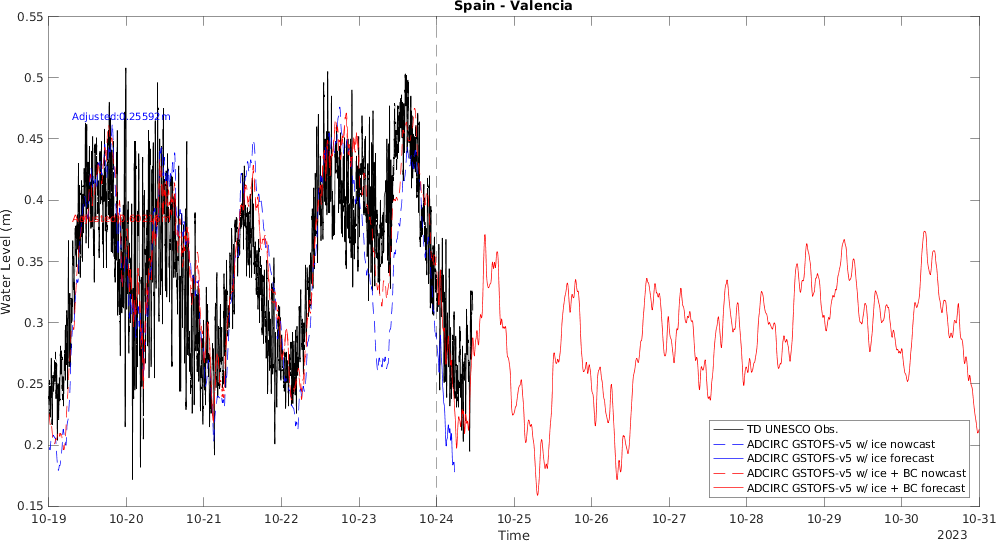 Spain - Valencia
0.55
0.5
0.45
0.4
0.35
0.3
0.25
0.2
0.15
Water Level (m)
Adjusted:0.25592m
10-19
10-20
10-21
10-22
10-23
10-24
10-25
10-26
10-27
10-28
10-29
10-30
10-31
Time
2023
TD UNESCO Obs.
ADCIRC GSTOFS-v5 w/ ice nowcast
ADCIRC GSTOFS-v5 w/ ice forecast
ADCIRC GSTOFS-v5 w/ ice + BC nowcast
ADCIRC GSTOFS-v5 w/ ice + BC forecast